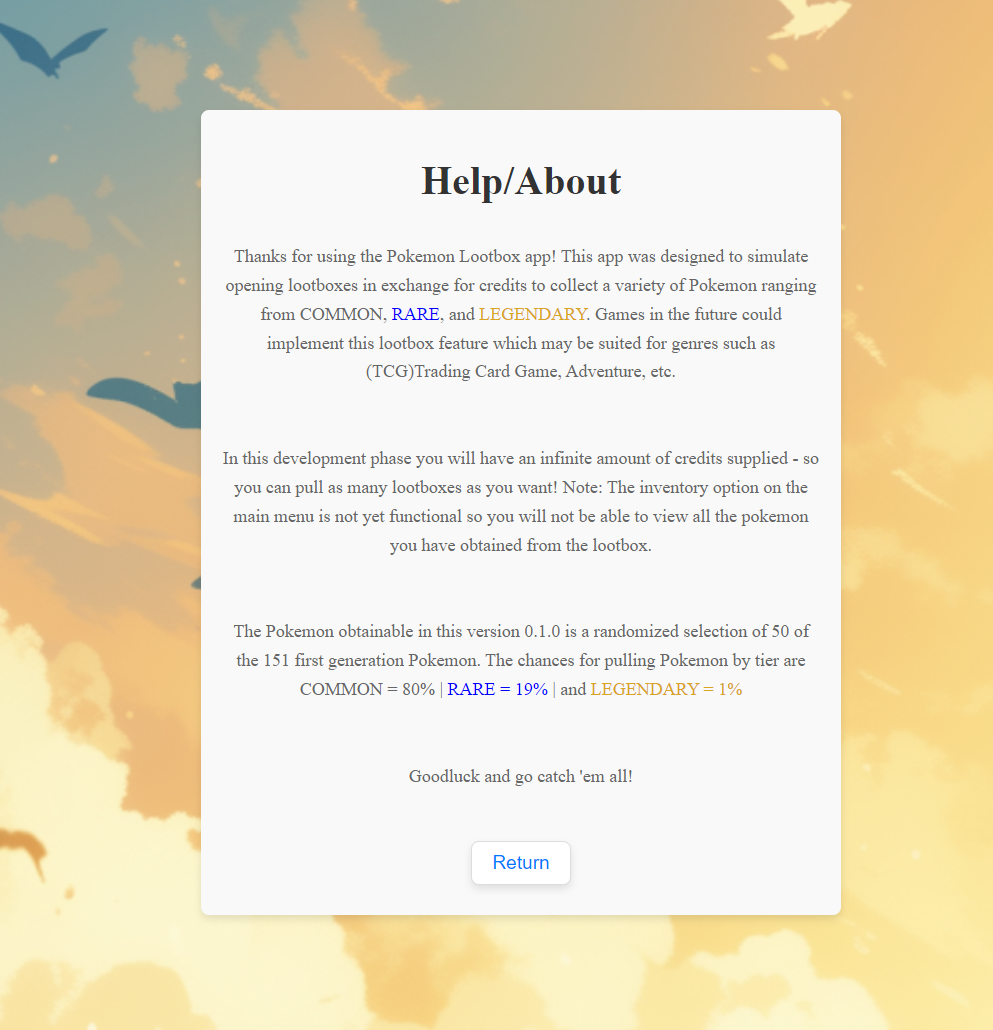 Help/About
Thanks for using the Pokemon Lootbox app! This app was designed to simulate
opening lootboxes in exchange for credits to collect a variety of Pokemon ranging
from COMMON, RARE, and LEGENDARY. Games in the future could
implement this lootbox feature which may be suited for genres such as
(TCG)Trading Card Game, Adventure, etc.
In this development phase you will have an infinite amount of credits supplied - so
you can pull as many lootboxes as you want! Note: The inventory option on the
main menu is not yet functional so you will not be able to view all the pokemon
you have obtained from the lootbox.
The Pokemon obtainable in this version 0.1.0 is a randomized selection of 50 of
the 151 first generation Pokemon. The chances for pulling Pokemon by tier are
COMMON = 80% | RARE = 19% | and LEGENDARY = 1%
Goodluck and go catch 'em all!
Return